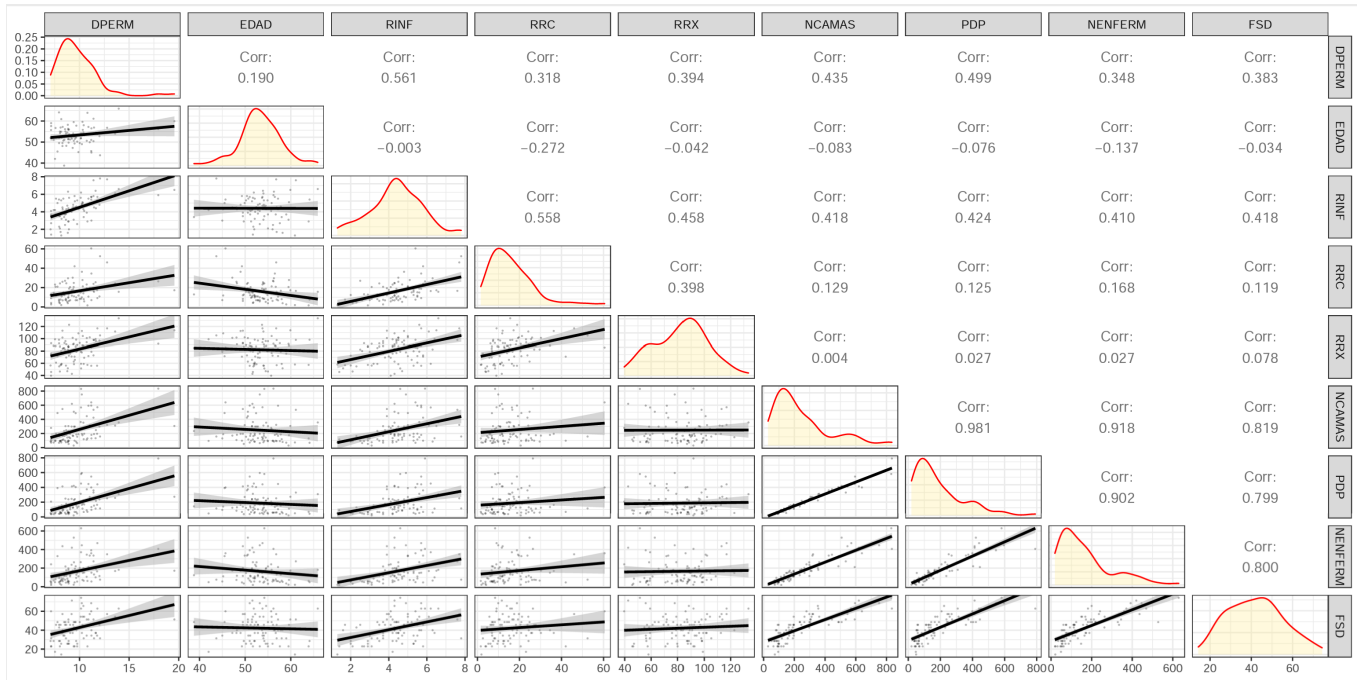 DPERM EDAD RINF RRC RRX NCAMAS PDP NENFERM FSD
0.25
0.20
0.15
0.10
0.05
0.00
Corr: Corr: Corr: Corr: Corr: Corr: Corr: Corr:
0.190 0.561 0.318 0.394 0.435 0.499 0.348 0.383
DPERM
60
50
40
Corr: Corr: Corr: Corr: Corr: Corr: Corr:
−0.003 −0.272 −0.042 −0.083 −0.076 −0.137 −0.034
EDAD
8
6
4
2
Corr: Corr: Corr: Corr: Corr: Corr:
0.558 0.458 0.418 0.424 0.410 0.418
RINF
60
40
20
0
Corr: Corr: Corr: Corr: Corr:
0.398 0.129 0.125 0.168 0.119
RRC
120
100
80
60
40
Corr: Corr: Corr: Corr:
0.004 0.027 0.027 0.078
RRX
800
600
400
200
0
Corr: Corr: Corr:
0.981 0.918 0.819
NCAMAS
800
600
400
200
0
Corr: Corr:
0.902 0.799
PDP
600
400
200
0
Corr:
0.800
NENFERM
60
40
20
FSD
10 15 20 40 50 60 2 4 6 8 0 20 40 60 40 60 80 100 120 0 200 400 600 800 0 200 400 600 800 0 200 400 600 20 40 60